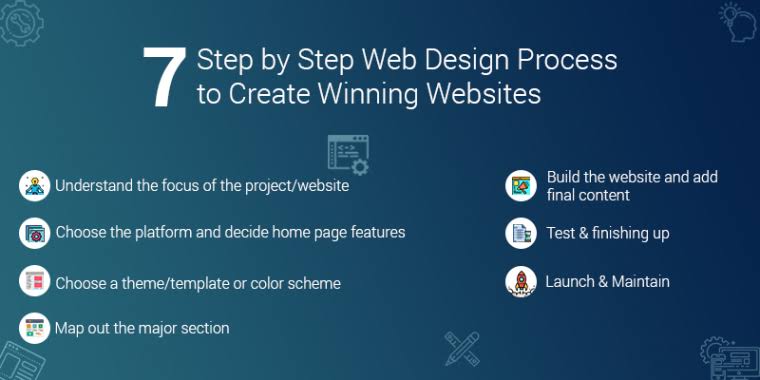 7 Step by Step Web Design Process
to Create Winning Websites
Understand the focus of the project/website
Choose the platform and decide home page features
Choose a theme/template or color scheme
Map out the major section
Build the website and add
final content
Test & finishing up
Launch & Maintain